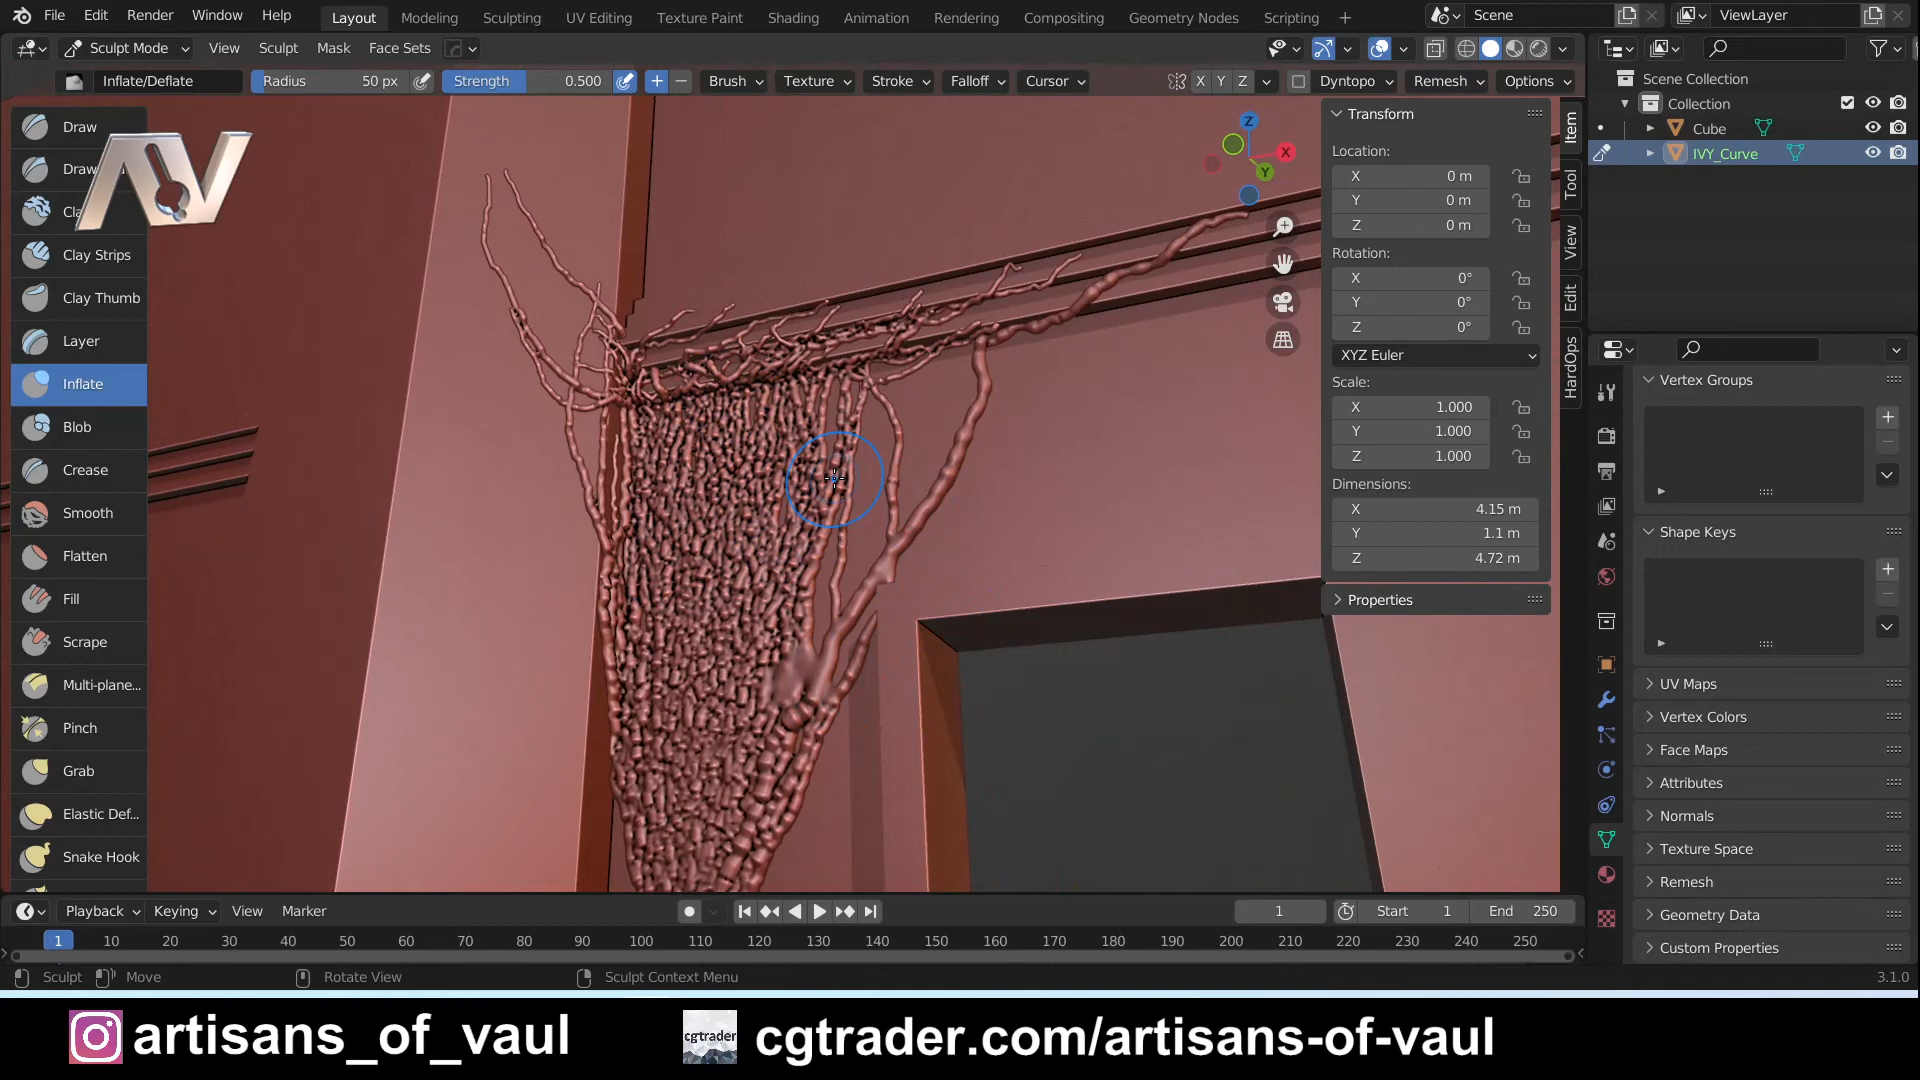 File Edit Render Window Help Layout Modeling Sculpting UV Editing Texture Paint Shading Animation Rendering Compositing Geometry Nodes Scripting + Scene ViewLayer
Sculpt Mode View Sculpt Mask Face Sets
Inflate/Deflate Radius 50 px Strength 0.500 Brush Texture Stroke Falloff Cursor X Y Z Dyntopo Remesh Options
Scene Collection
Collection
Cube
IVY_Curve
Draw
Clay Strips
Clay Thumb
Layer
Inflate
Blob
Crease
Smooth
Flatten
Fill
Scrape
Multi-plane...
Pinch
Grab
Elastic Def...
Snake Hook
AV
Z
X
Y
Transform
Location:
X 0 m
Y 0 m
Z 0 m
Rotation:
X 0°
Y 0°
Z 0°
XYZ Euler
Scale:
X 1.000
Y 1.000
Z 1.000
Dimensions:
X 4.15 m
Y 1.1 m
Z 4.72 m
Properties
Item
Tool
View
Edit
HardOps
Vertex Groups
Shape Keys
UV Maps
Vertex Colors
Face Maps
Attributes
Normals
Texture Space
Remesh
Geometry Data
Custom Properties
Playback Keying View Marker 1 Start 1 End 250
1 10 20 30 40 50 60 70 80 90 100 110 120 130 140 150 160 170 180 190 200 210 220 230 240 250
Sculpt Move Rotate View Sculpt Context Menu 3.1.0
artisans_of_vaul cgtrader cgtrader.com/artisans-of-vaul